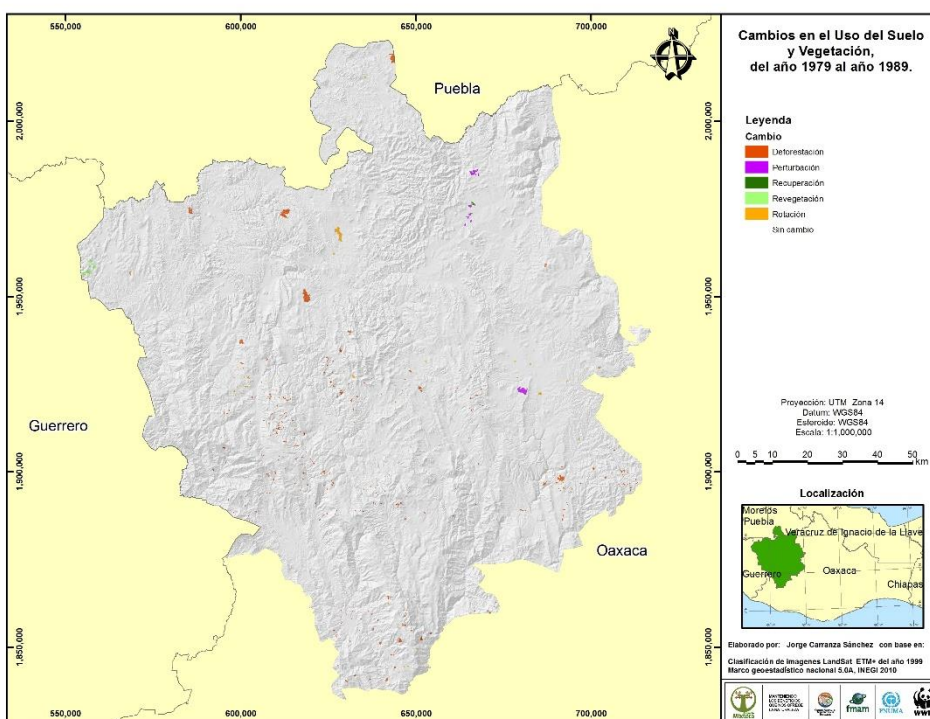 Cambios en el Uso del Suelo
y Vegetación,
del año 1979 al año 1989.
Leyenda
Cambio
Deforestación
Perturbación
Recuperación
Revegetación
Rotación
Sin cambio
Proyección: UTM Zona 14
Datum: WGS84
Esferoide: WGS84
Escala: 1:1,000,000
0 5 10 20 30 40 50
km
Localización
Morelos
Puebla
Veracruz de Ignacio de la Llave
Guerrero
Oaxaca
Chiapas
Elaborado por: Jorge Carranza Sánchez con base en:
Clasificación de imagenes LandSat ETM+ del año 1999
Marco geoestadístico nacional 5.0A, INEGI 2010
fmam
PNUMA
WWF
550,000 600,000 650,000 700,000
2,000,000
1,950,000
1,900,000
1,850,000
Puebla
Guerrero
Oaxaca
2,000,000
1,950,000
1,900,000
1,850,000
550,000 600,000 650,000 700,000